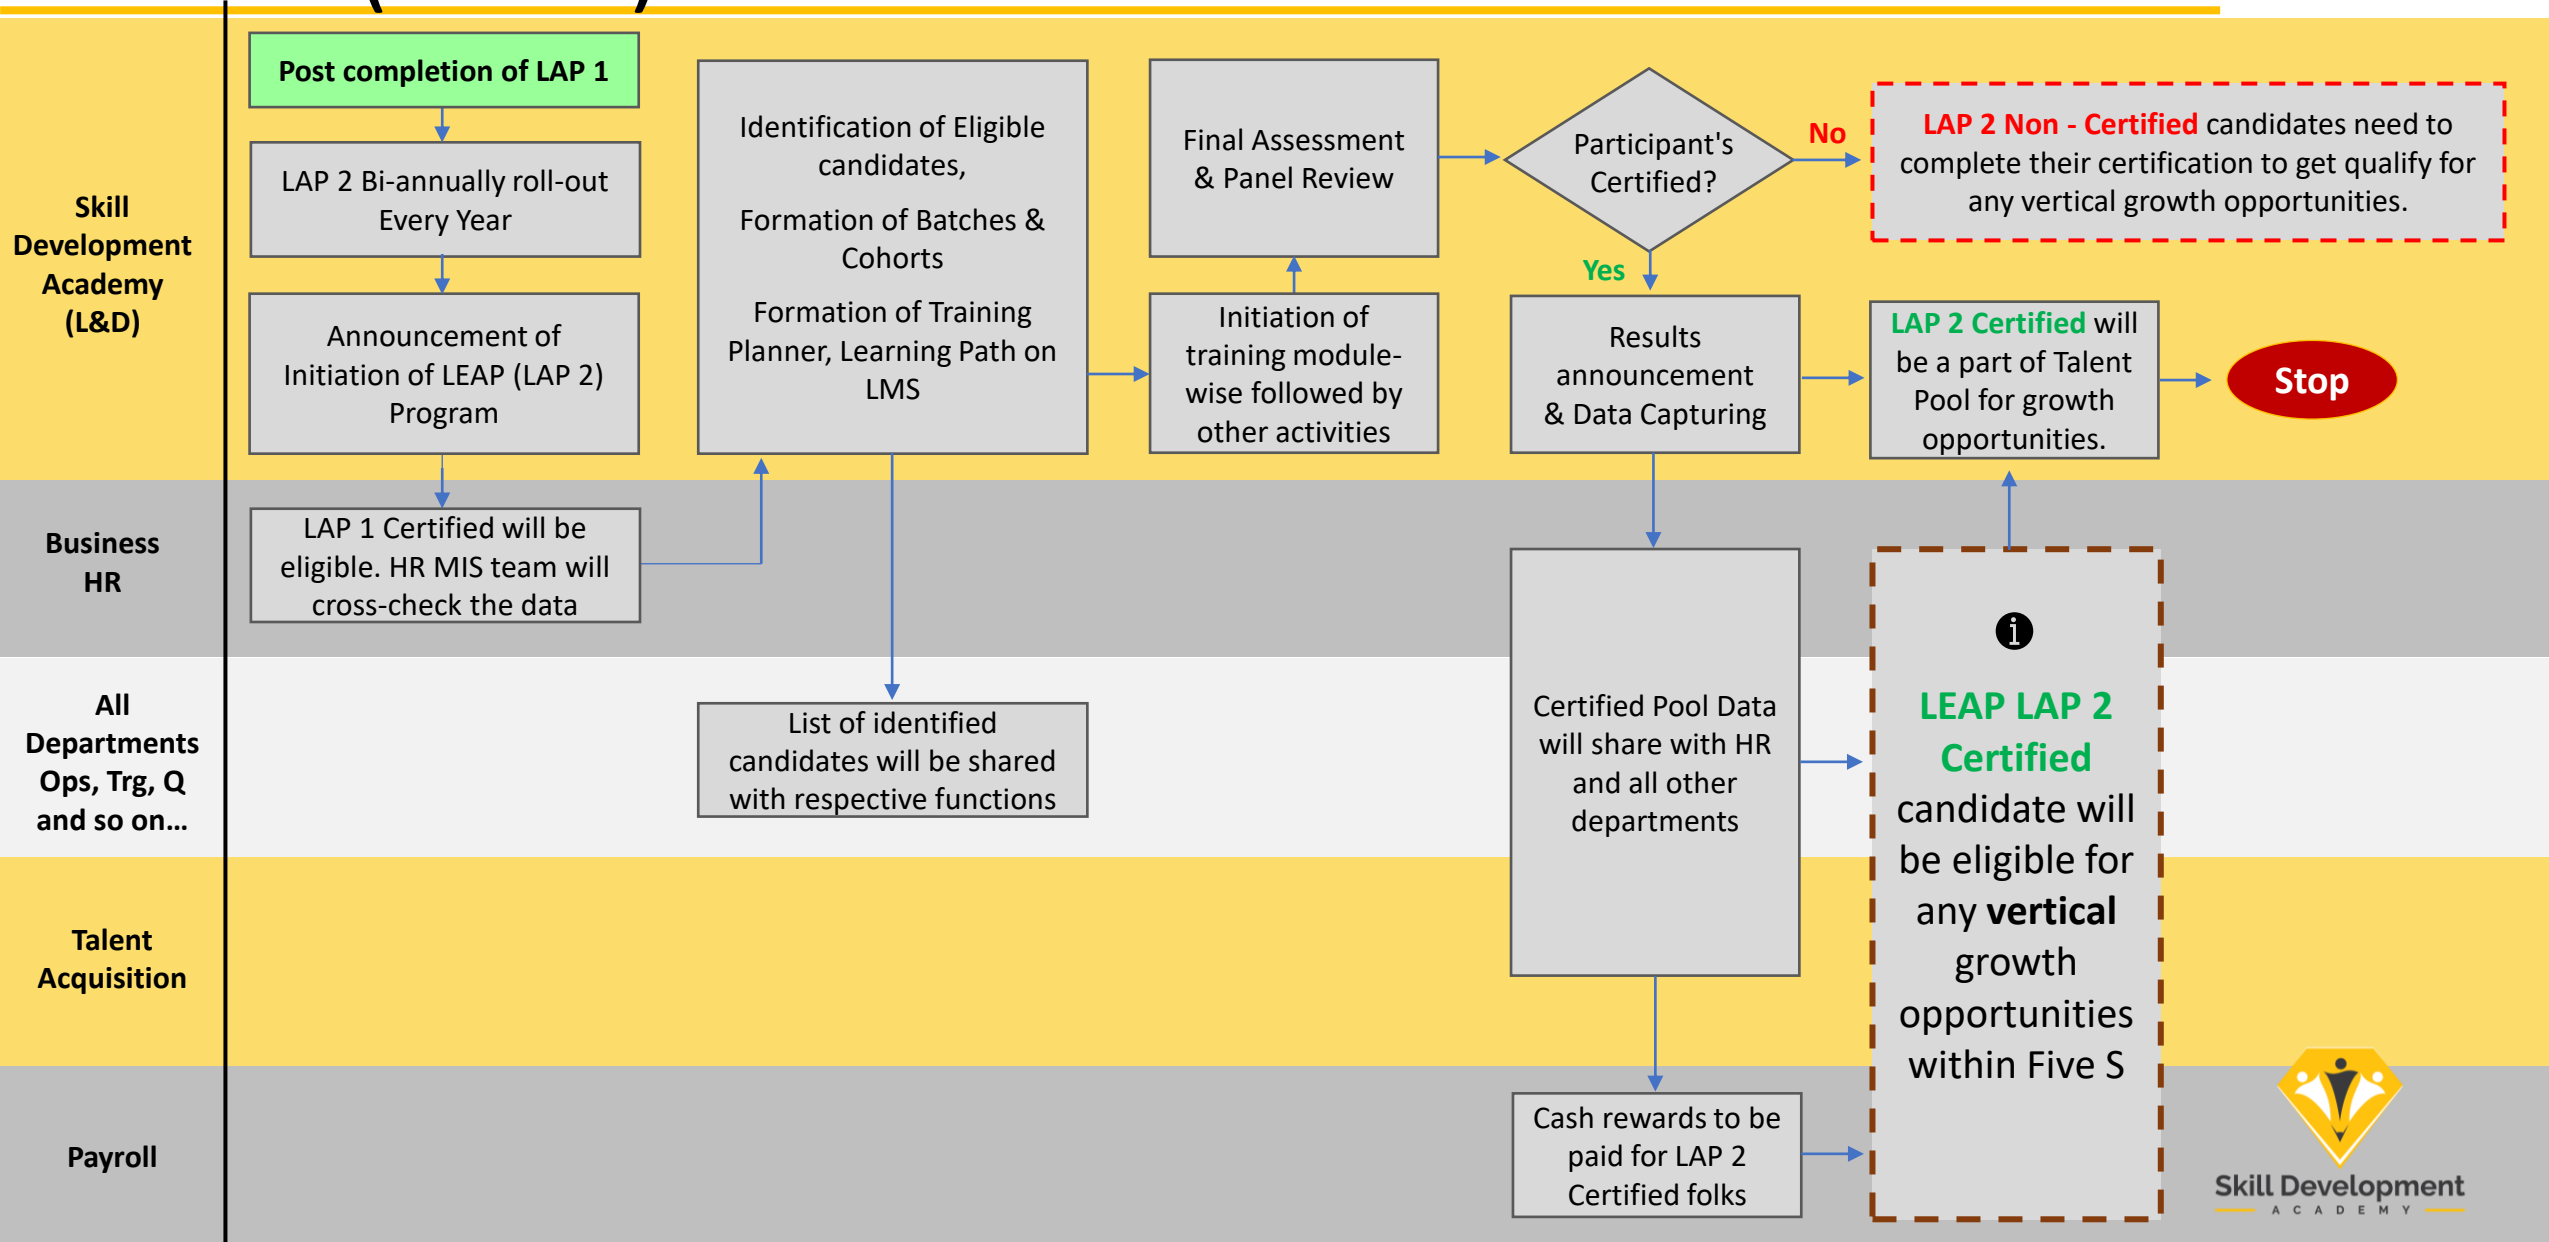 Skill
Development
Academy
(L&D)
Post completion of LAP 1
LAP 2 Bi-annually roll-out
Every Year
Announcement of
Initiation of LEAP (LAP 2)
Program
Identification of Eligible
candidates,
Formation of Batches &
Cohorts
Formation of Training
Planner, Learning Path on
LMS
Final Assessment
& Panel Review
Initiation of
training module-
wise followed by
other activities
Participant's
Certified?
No
LAP 2 Non - Certified candidates need to
complete their certification to get qualify for
any vertical growth opportunities.
Yes
Results
announcement
& Data Capturing
LAP 2 Certified will
be a part of Talent
Pool for growth
opportunities.
Stop
Business
HR
LAP 1 Certified will be
eligible. HR MIS team will
cross-check the data
All
Departments
Ops, Trg, Q
and so on...
List of identified
candidates will be shared
with respective functions
Certified Pool Data
will share with HR
and all other
departments
i
LEAP LAP 2
Certified
candidate will
be eligible for
any vertical
growth
opportunities
within Five S
Talent
Acquisition
Payroll
Cash rewards to be
paid for LAP 2
Certified folks
Skill Development
ACADEMY